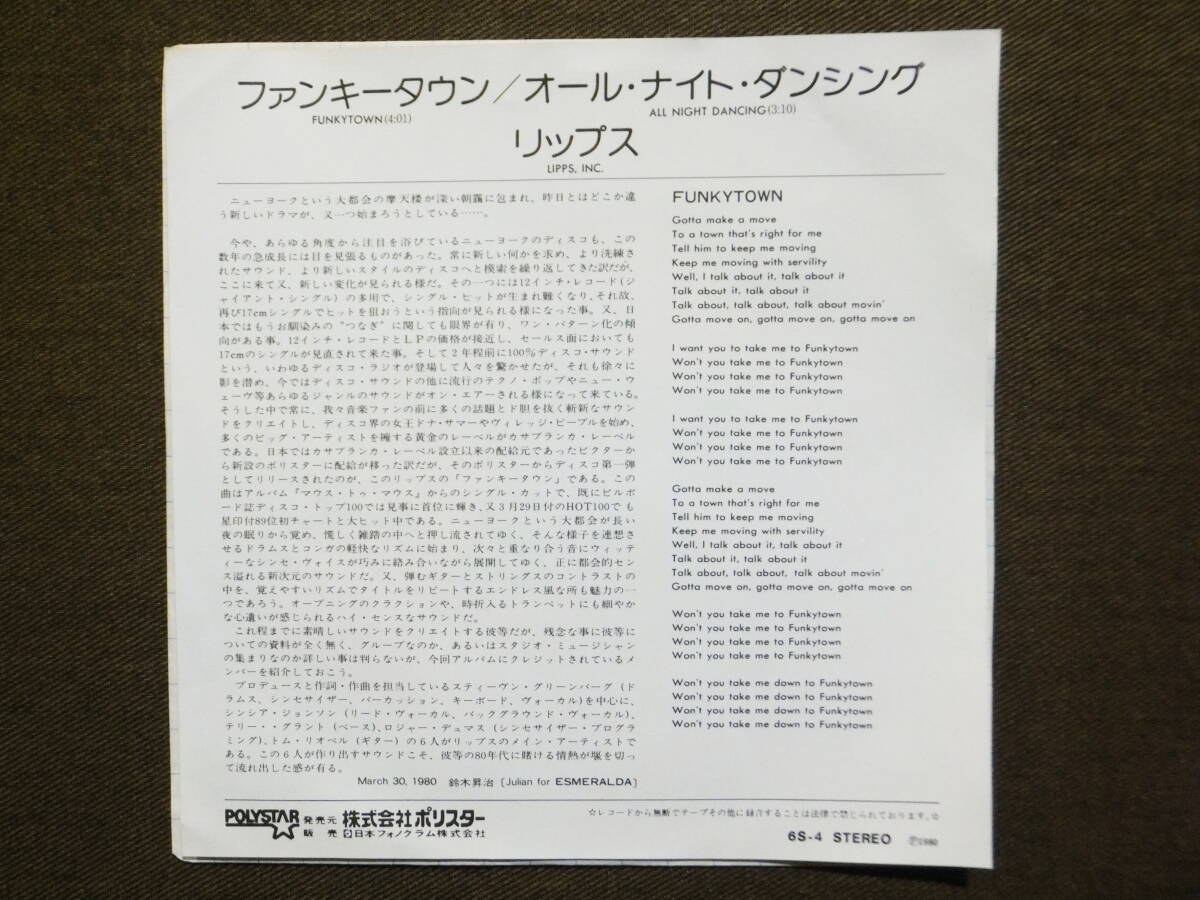 ファンキータウン／オール・ナイト・ダンシング
FUNKYTOWN(4:01)
ALL NIGHT DANCING(3:10)
リップス
LIPPS, INC.
ニューヨークという大都会の摩天楼が深い朝霧に包まれ、昨日とはどこか違
う新しいドラマが、又一つ始まろうとしている……。
今や、あらゆる角度から注目を浴びているニューヨークのディスコも、この
数年の急成長には目を見張るものがあった。常に新しい何かを求め、より洗練さ
れたサウンド、より新しいスタイルのディスコへと模索を繰り返してきた訳だが、
ここに来て又、新しい変化が見られる様だ。その一つには12インチ・レコード(ジ
ャイアント・シングル) の多用で、シングル・ヒットが生まれ難くなり、それ故、
再び17cmシングルでヒットを狙おうという指向が見られる様になった事。又、日
本ではもうお馴染みの“つなぎ”に関しても限界が有り、ワン・パターン化の傾
向がある事。12インチ・レコードとLPの価格が接近し、セールス面においても
17cmのシングルが見直されて来た事。そして2年程前に100%ディスコ・サウンド
という、いわゆるディスコ・ラジオが登場して人々を驚かせたが、それも徐々に
影を潜め、今ではディスコ・サウンドの他に流行のテクノ・ポップやニュー・ウ
ェーヴ等あらゆるジャンルのサウンドがオン・エアーされる様になって来ている。
そうした中で常に、我々音楽ファンの前に多くの話題とド胆を抜く斬新なサウン
ドをクリエイトし、ディスコ界の女王ドナ・サマーやヴィレッジ・ピープルを始め、
多くのビッグ・アーティストを擁する黄金のレーベルがカサブランカ・レーベル
である。日本ではカサブランカ・レーベル設立以来の配給元であったビクターか
ら新設のポリスターに配給が移った訳だが、そのポリスターからディスコ第一弾
としてリリースされたのが、このリップスの「ファンキータウン」である。この
曲はアルバム『マウス・トゥ・マウス』からのシングル・カットで、既にビルボ
ード誌ディスコ・トップ100では見事に首位に輝き、又3月29日付のHOT100でも
星印付89位初チャートと大ヒット中である。ニューヨークという大都会が長い
夜の眠りから覚め、慌しく雑踏の中へと押し流されてゆく、そんな様子を連想さ
せるドラムスとコンガの軽快なリズムに始まり、次々と重なり合う音にウィッテ
ィーなシンセ・ヴォイスが巧みに絡み合いながら展開してゆく、正に都会的セン
ス溢れる新次元のサウンドだ。又、弾むギターとストリングスのコントラストの
中を、覚えやすいリズムでタイトルをリピートするエンドレス風な所も魅力の一
つであろう。オープニングのクラクションや、時折入るトランペットにも細やか
な心遣いが感じられるハイ・センスなサウンドだ。
これ程までに素晴しいサウンドをクリエイトする彼等だが、残念な事に彼等に
ついての資料が全く無く、グループなのか、あるいはスタジオ・ミュージシャン
の集まりなのか詳しい事は判らないが、今回アルバムにクレジットされているメ
ンバーを紹介しておこう。
プロデュースと作詞・作曲を担当しているスティーヴン・グリーンバーグ (ド
ラムス、シンセサイザー、パーカッション、キーボード、ヴォーカル)を中心に、
シンシア・ジョンソン (リード・ヴォーカル、バックグラウンド・ヴォーカル)、
テリー・・グラント(ベース)、ロジャー・デュマス (シンセサイザー・プログラ
ミング)、トム・リオペル(ギター) の6人がリップスのメイン・アーティストで
ある。この6人が作り出すサウンドこそ、彼等の80年代に賭ける情熱が堰を切っ
て流れ出した感が有る。
March 30, 1980 鈴木昇治 (Julian for ESMERALDA)
FUNKYTOWN
Gotta make a move
To a town that's right for me
Tell him to keep me moving
Keep me moving with servility
Well, I talk about it, talk about it
Talk about it, talk about it
Talk about, talk about, talk about movin'
Gotta move on, gotta move on, gotta move on
I want you to take me to Funkytown
Won't you take me to Funkytown
Won't you take me to Funkytown
Won't you take me to Funkytown
I want you to take me to Funkytown
Won't you take me to Funkytown
Won't you take me to Funkytown
Won't you take me to Funkytown
Gotta make a move
To a town that's right for me
Tell him to keep me moving
Keep me moving with servility
Well, I talk about it, talk about it
Talk about it, talk about it
Talk about, talk about, talk about movin'
Gotta move on, gotta move on, gotta move on
Won't you take me to Funkytown
Won't you take me to Funkytown
Won't you take me to Funkytown
Won't you take me to Funkytown
Won't you take me down to Funkytown
Won't you take me down to Funkytown
Won't you take me down to Funkytown
Won't you take me down to Funkytown
POLYSTAR 発売元 株式会社ポリスター
販 売 日本フォノグラム株式会社
☆レコードから無断でテープその他に録音することは法律で禁じられております。☆
6S-4 STEREO ℗1980